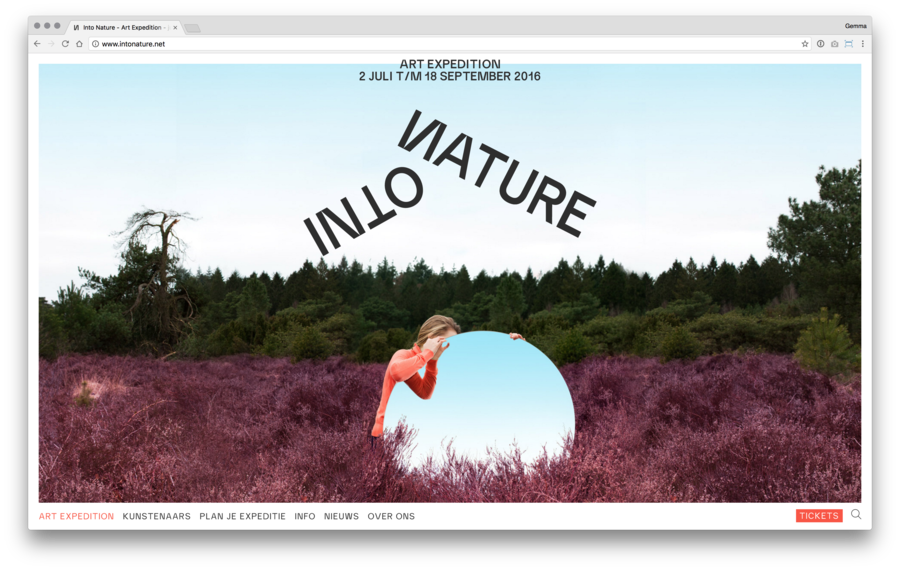 Into Nature - Art Expedition -
Gemma
www.intonature.net
ART EXPEDITION
2 JULI T/M 18 SEPTEMBER 2016
INTO NATURE
ART EXPEDITION KUNSTENAARS PLAN JE EXPEDITIE INFO NIEUWS OVER ONS TICKETS